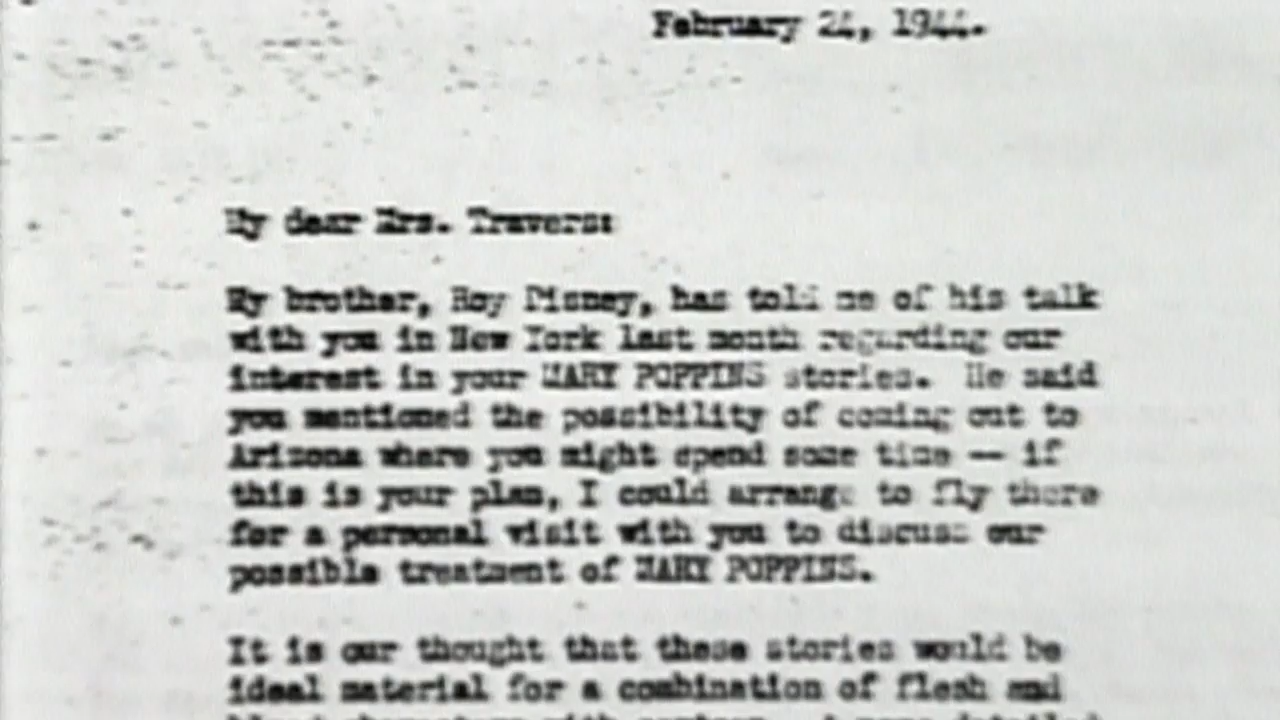 February 24, 1944.
My dear Mrs. Travers:
My brother, Roy Disney, has told me of his talk
with you in New York last month regarding our
interest in your MARY POPPINS stories. He said
you mentioned the possibility of coming out to
Arizona where you might spend some time -- if
this is your plan, I could arrange to fly there
for a personal visit with you to discuss our
possible treatment of MARY POPPINS.
It is our thought that these stories would be
ideal material for a combination of flesh and